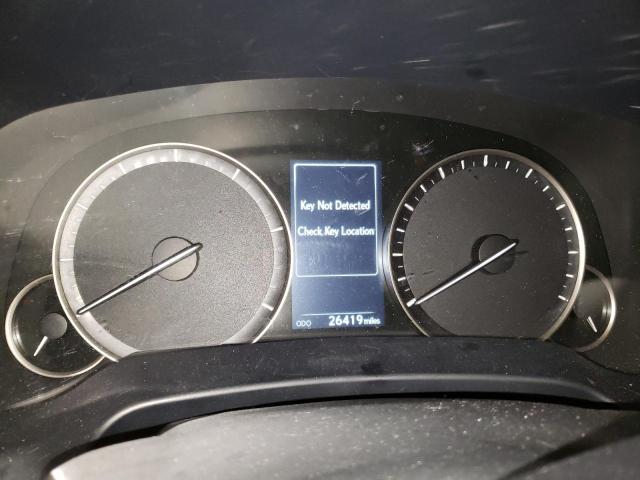 Key Not Detected
Check Key Location
ODO 26419 miles